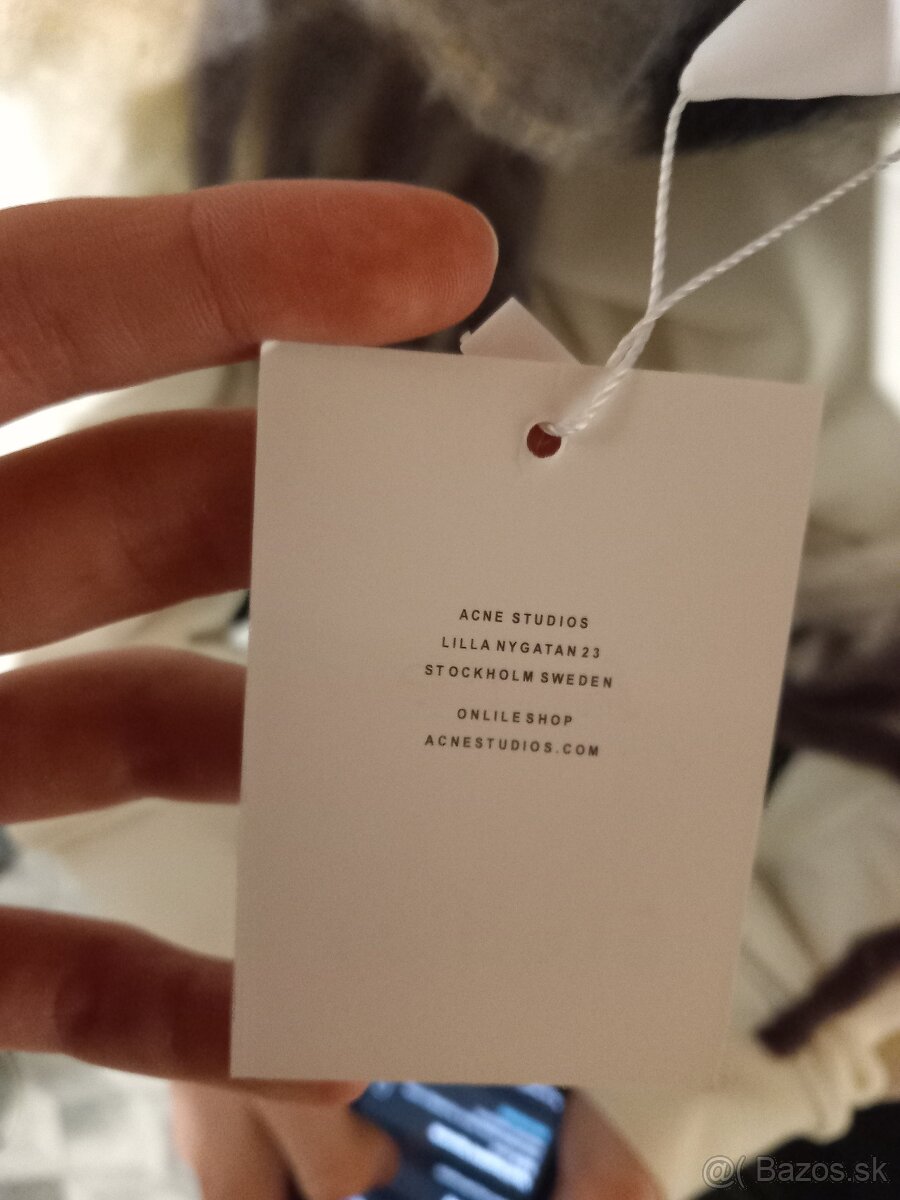 ACNE STUDIOS
LILLA NYGATAN 23
STOCKHOLM SWEDEN
ONLILE SHOP
ACNESTUDIOS.COM
@( Bazos.sk